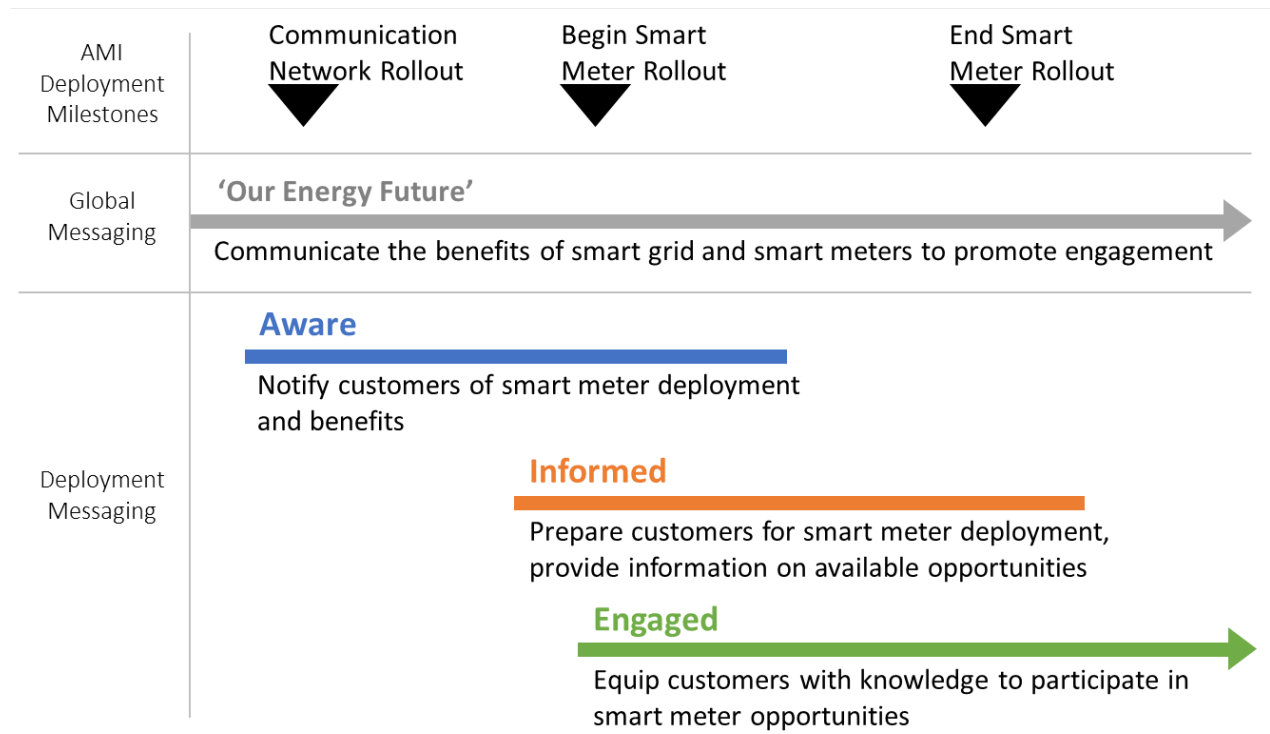 AMI
Deployment
Milestones
Communication
Network Rollout
Begin Smart
Meter Rollout
End Smart
Meter Rollout
Global
Messaging
‘Our Energy Future’
Communicate the benefits of smart grid and smart meters to promote engagement
Deployment
Messaging
Aware
Notify customers of smart meter deployment
and benefits
Informed
Prepare customers for smart meter deployment,
provide information on available opportunities
Engaged
Equip customers with knowledge to participate in
smart meter opportunities